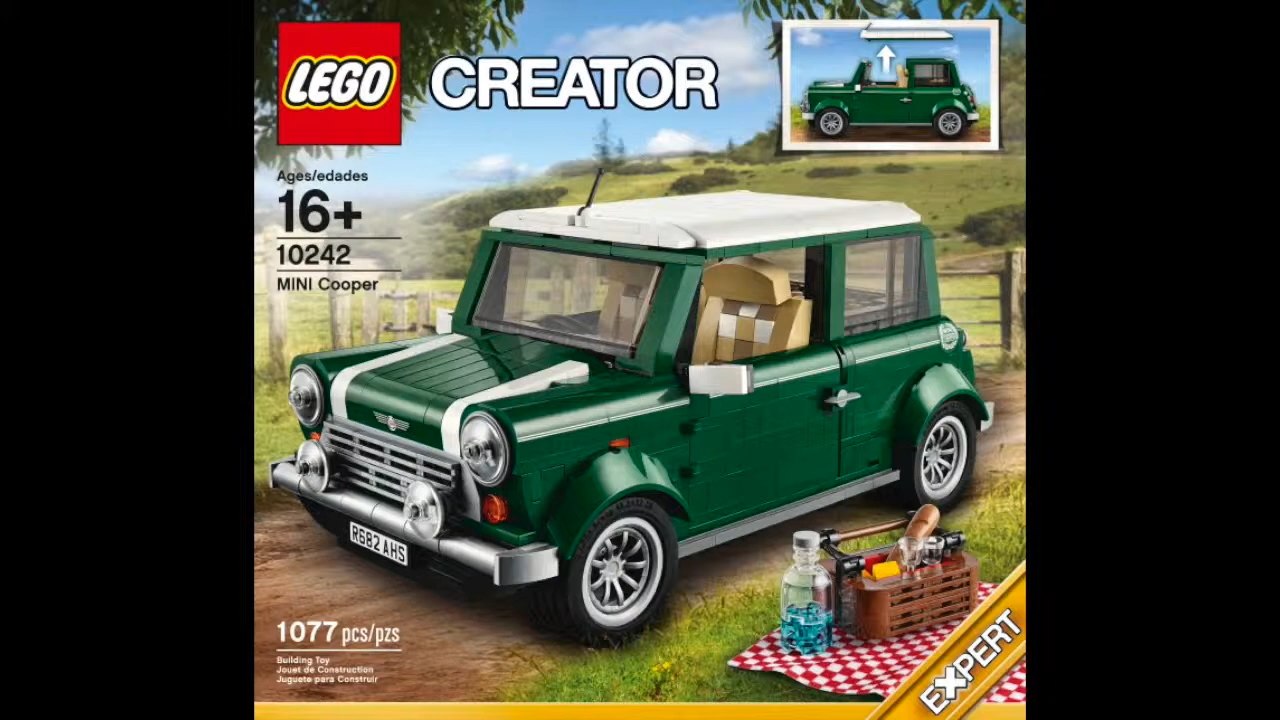 LEGO
CREATOR
Ages/edades
16+
10242
MINI Cooper
R682 AHS
1077 pcs/pzs
Building Toy
Jouet de Construction
Juguete para Construir
EXPERT